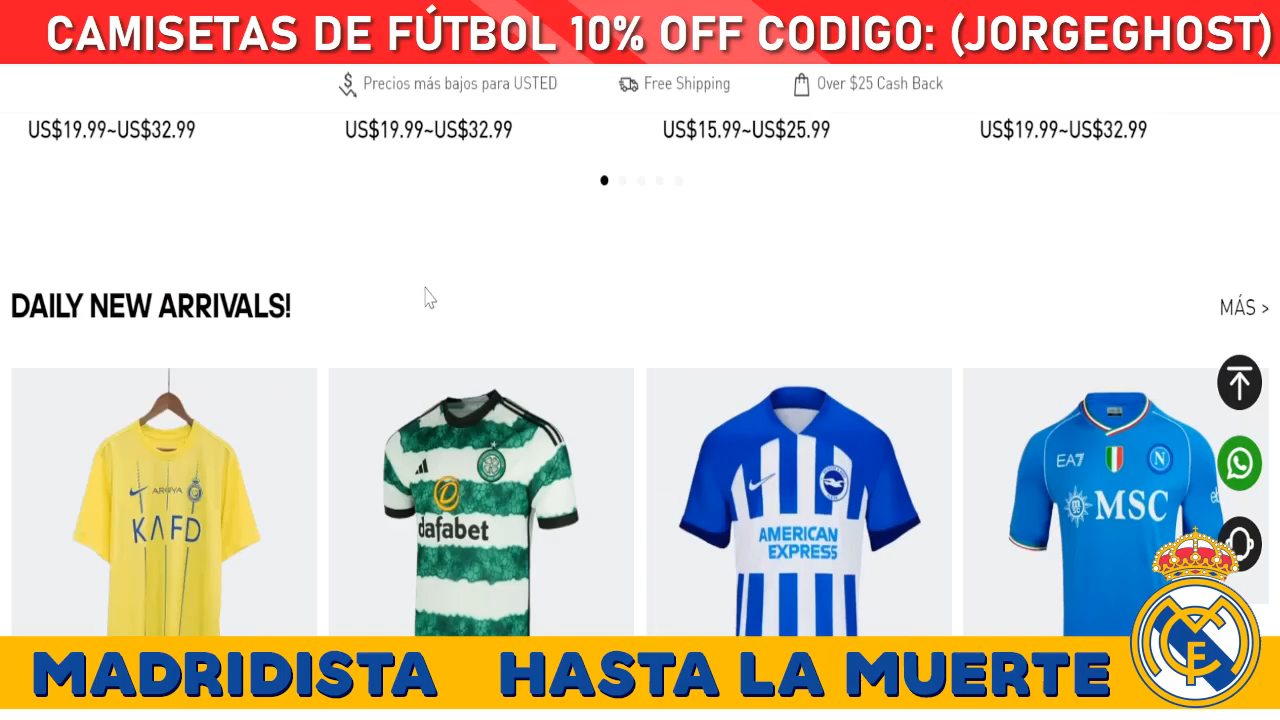 CAMISETAS DE FÚTBOL 10% OFF CODIGO: (JORGEGHOST)
Precios más bajos para USTED Free Shipping Over $25 Cash Back
US$19.99~US$32.99 US$19.99~US$32.99 US$15.99~US$25.99 US$19.99~US$32.99
DAILY NEW ARRIVALS!
MÁS >
KAFD
dafabet
AMERICAN
EXPRESS
EA7
N
MSC
MADRIDISTA HASTA LA MUERTE